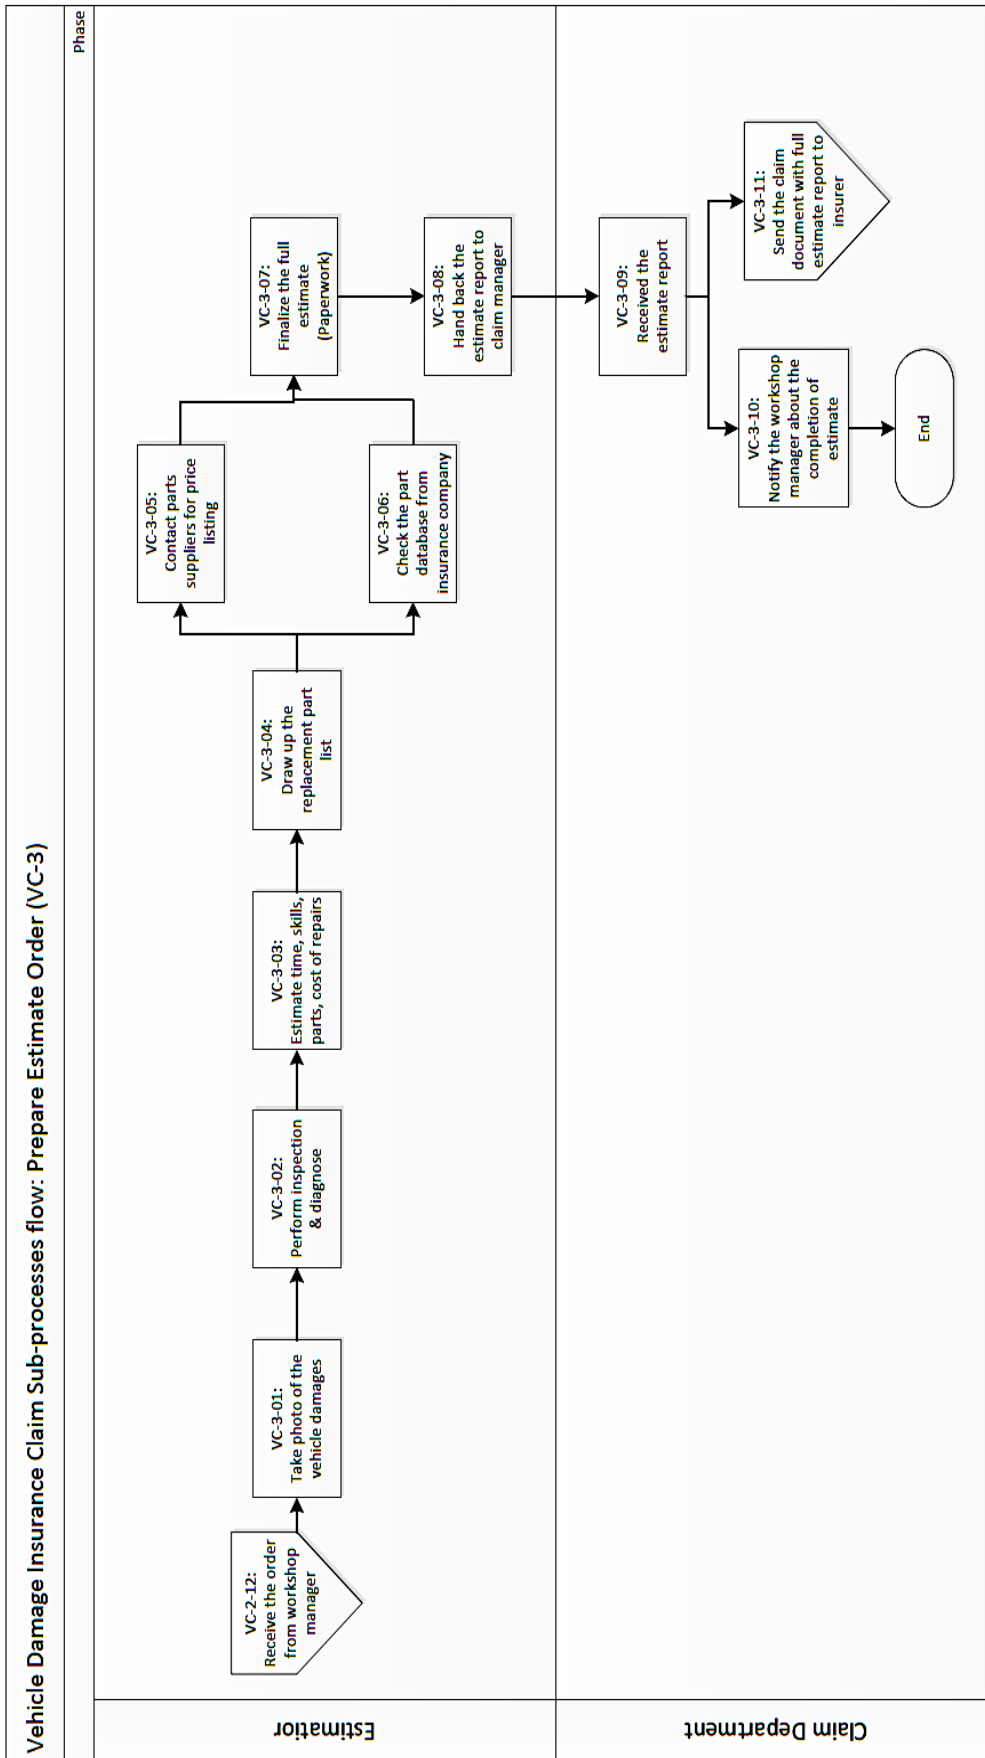 Vehicle Damage Insurance Claim Sub-processes flow: Prepare Estimate Order (VC-3)
Phase
Estimatior
VC-2-12:
Receive the order
from workshop
manager
VC-3-01:
Take photo of the
vehicle damages
VC-3-02:
Perform inspection
& diagnose
VC-3-03:
Estimate time, skills,
parts, cost of repairs
VC-3-04:
Draw up the
replacement part
list
VC-3-05:
Contact parts
suppliers for price
listing
VC-3-06:
Check the part
database from
insurance company
VC-3-07:
Finalize the full
estimate
(Paperwork)
VC-3-08:
Hand back the
estimate report to
claim manager
Claim Department
VC-3-09:
Received the
estimate report
VC-3-10:
Notify the workshop
manager about the
completion of
estimate
End
VC-3-11:
Send the claim
document with full
estimate report to
insurer